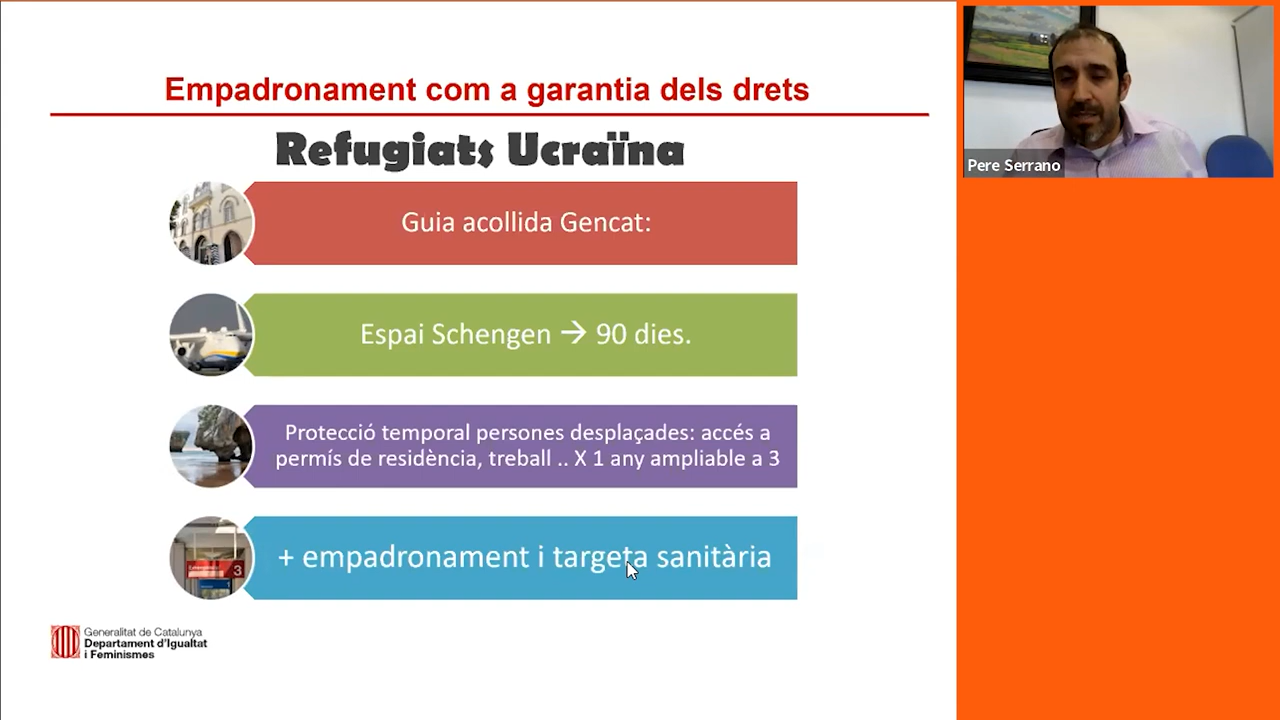 Empadronament com a garantia dels drets
Refugiats Ucraïna
Guia acollida Gencat:
Espai Schengen → 90 dies.
Protecció temporal persones desplaçades: accés a
permís de residència, treball .. X 1 any ampliable a 3
+ empadronament i targeta sanitària
3
Generalitat de Catalunya
Departament d'Igualtat
i Feminismes
Pere Serrano